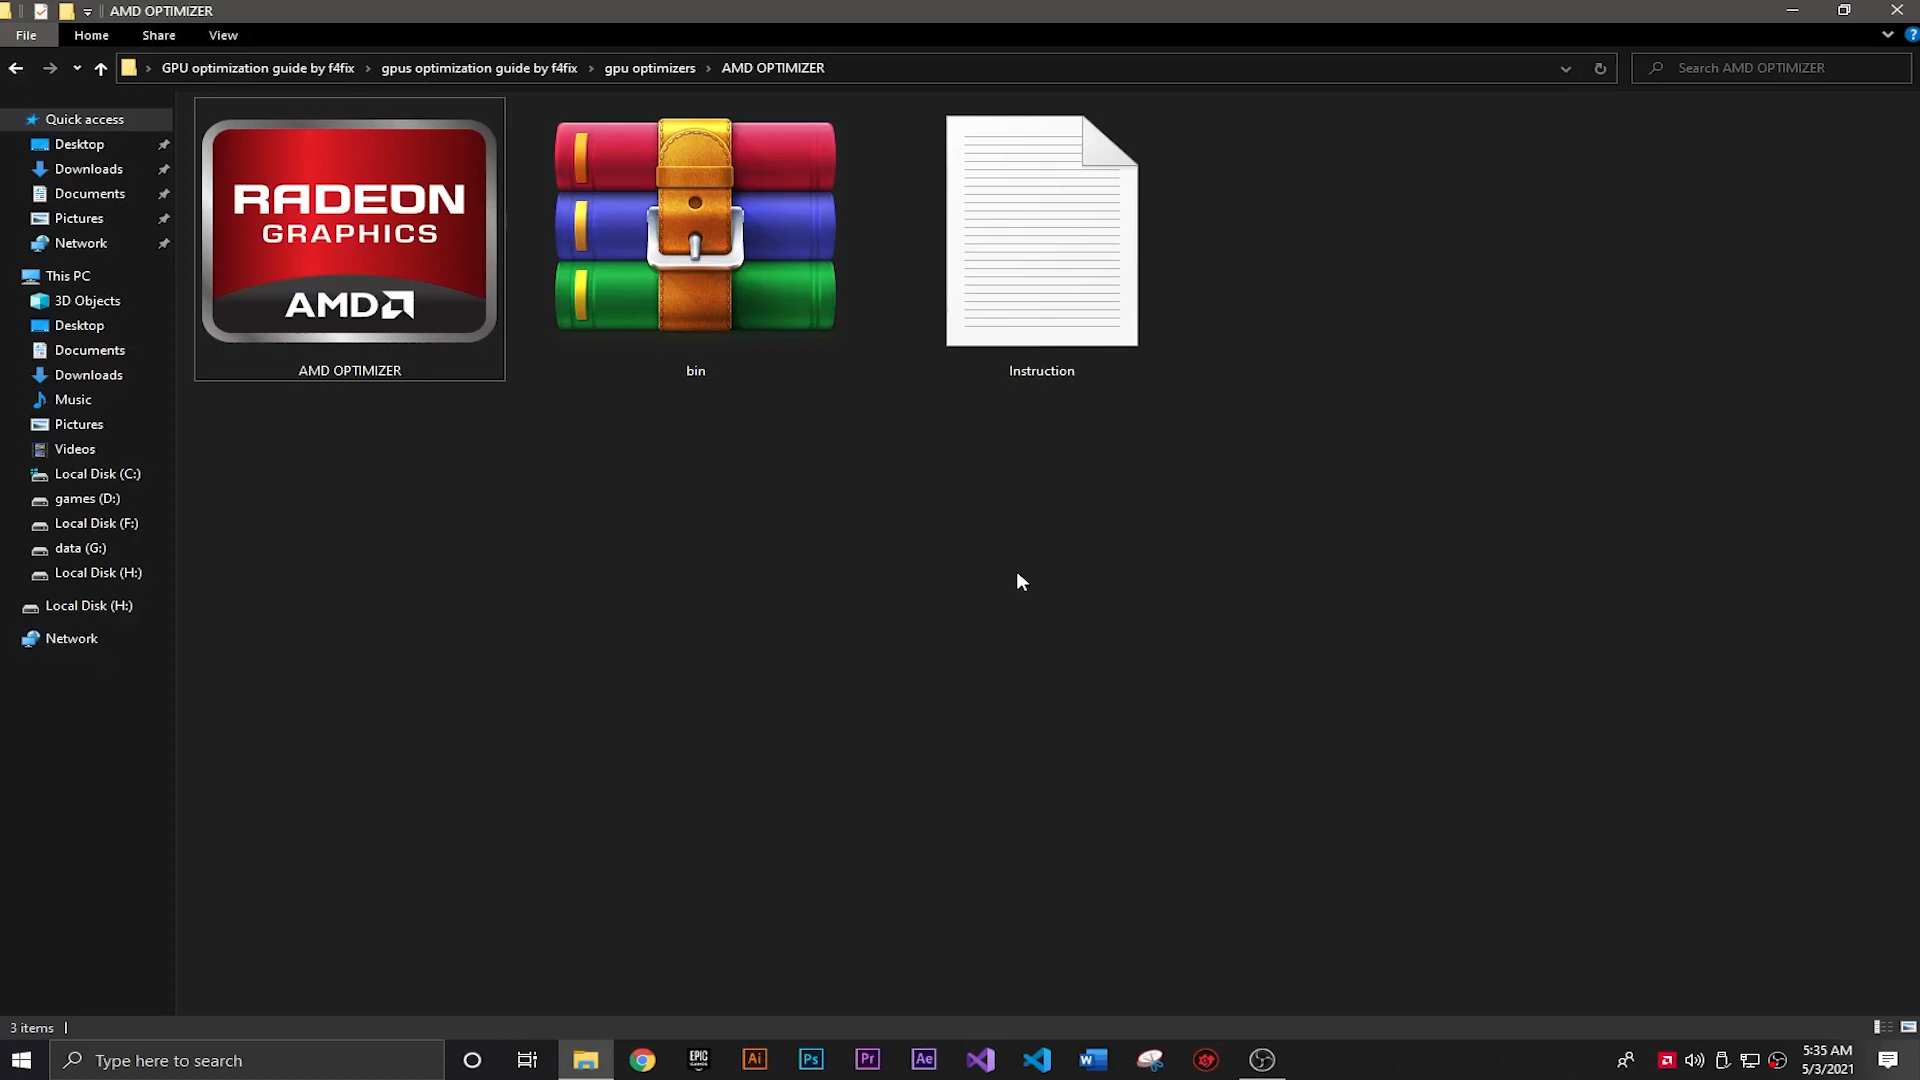 AMD OPTIMIZER
File Home Share View
GPU optimization guide by f4fix gpus optimization guide by f4fix gpu optimizers AMD OPTIMIZER
Search AMD OPTIMIZER
Quick access
Desktop
Downloads
Documents
Pictures
Network
This PC
3D Objects
Desktop
Documents
Downloads
Music
Pictures
Videos
Local Disk (C:)
games (D:)
Local Disk (F:)
data (G:)
Local Disk (H:)
Local Disk (H:)
Network
RADEON
GRAPHICS
AMD
AMD OPTIMIZER
bin
Instruction
3 items
Type here to search
EPIC
GAMES
Ai
Ps
Pr
Ae
W
5:35 AM
5/3/2021